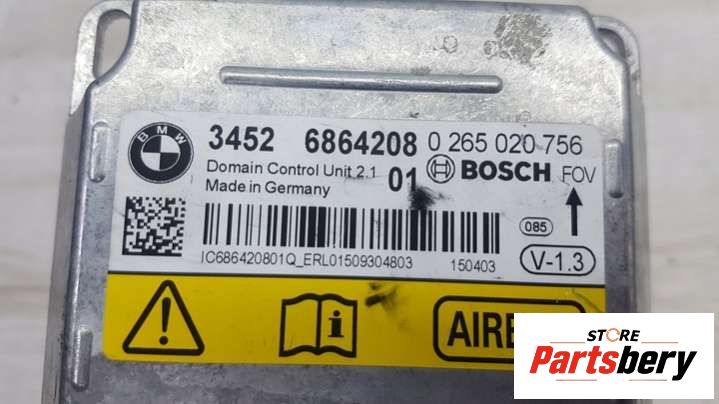 BMW
3452 6864208 0 265 020 756
Domain Control Unit 2.1 01 BOSCH FOV
Made in Germany
085
IC686420801Q_ERL01509304803 150403
V-1.3
i
STORE
Partsbery